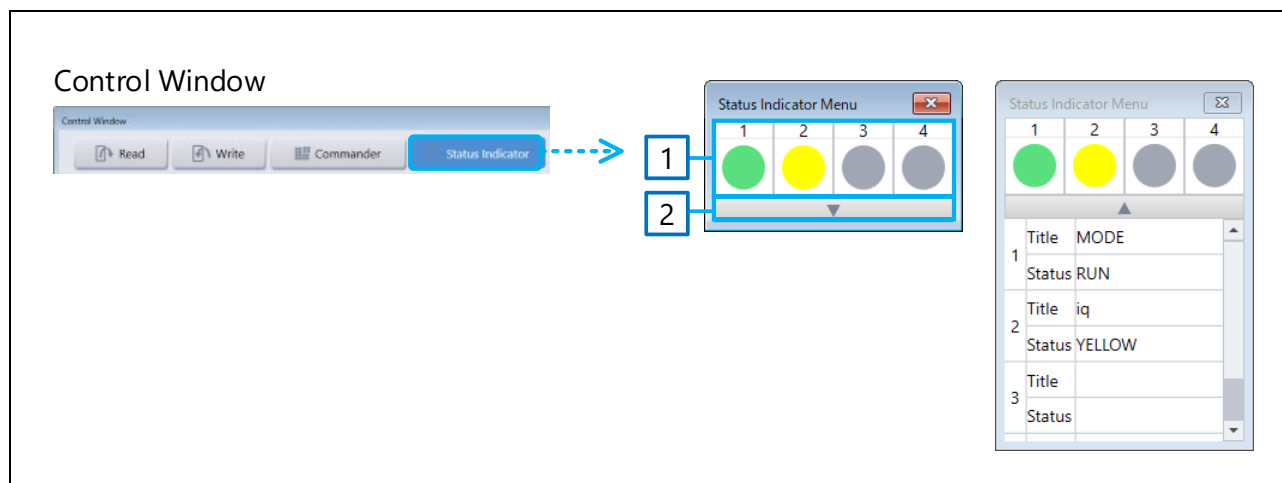 Control Window
Control Window
Read Write Commander Status Indicator
1
2
Status Indicator Menu
1 2 3 4
Status Indicator Menu
1 2 3 4
1 Title MODE
Status RUN
2 Title iq
Status YELLOW
3 Title
Status